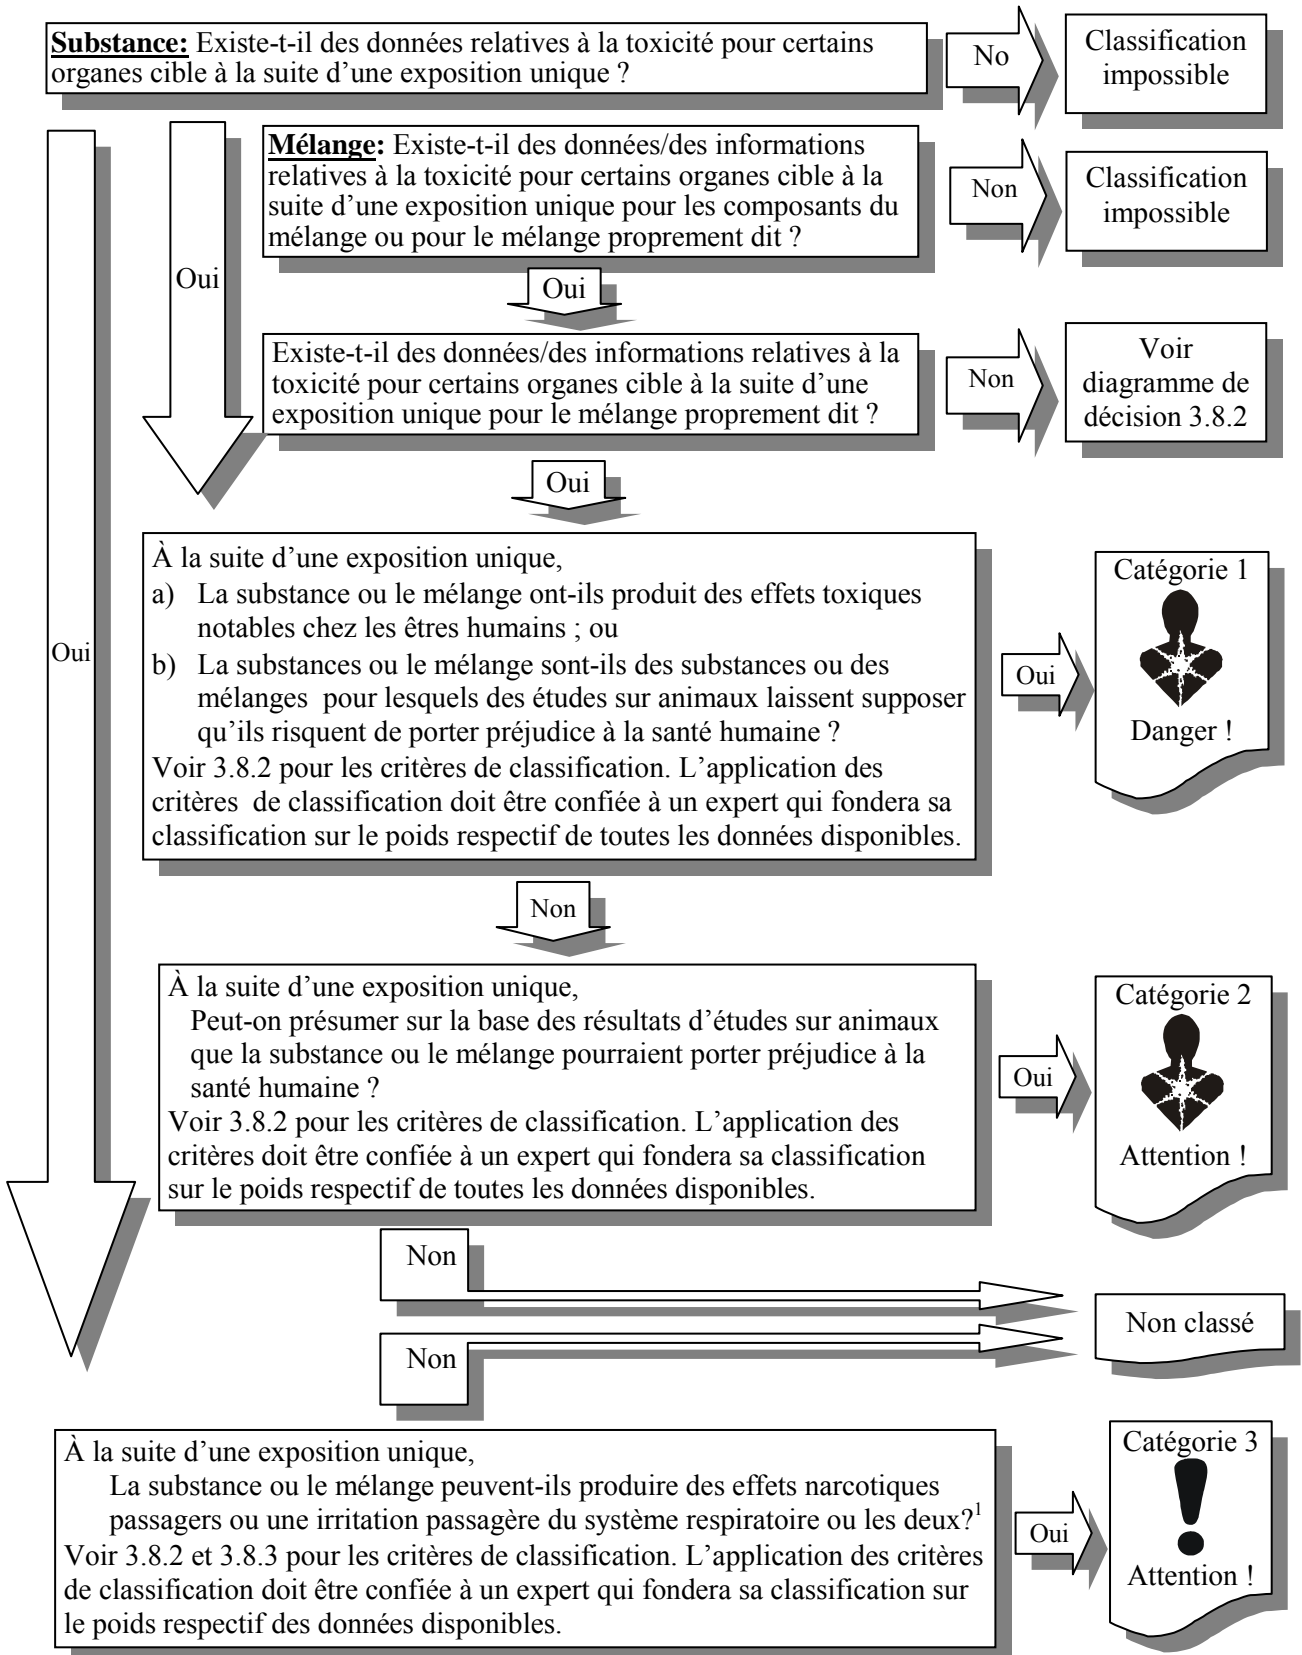 Substance: Existe-t-il des données relatives à la toxicité pour certains
organes cible à la suite d’une exposition unique ?
No
Classification
impossible
Mélange: Existe-t-il des données/des informations
relatives à la toxicité pour certains organes cible à la
suite d’une exposition unique pour les composants du
mélange ou pour le mélange proprement dit ?
Non
Classification
impossible
Oui
Oui
Existe-t-il des données/des informations relatives à la
toxicité pour certains organes cible à la suite d’une
exposition unique pour le mélange proprement dit ?
Non
Voir
diagramme de
décision 3.8.2
Oui
Oui
À la suite d’une exposition unique,
a) La substance ou le mélange ont-ils produit des effets toxiques
notables chez les êtres humains ; ou
b) La substances ou le mélange sont-ils des substances ou des
mélanges pour lesquels des études sur animaux laissent supposer
qu’ils risquent de porter préjudice à la santé humaine ?
Voir 3.8.2 pour les critères de classification. L’application des
critères de classification doit être confiée à un expert qui fondera sa
classification sur le poids respectif de toutes les données disponibles.
Oui
Catégorie 1
Danger !
Non
À la suite d’une exposition unique,
Peut-on présumer sur la base des résultats d’études sur animaux
que la substance ou le mélange pourraient porter préjudice à la
santé humaine ?
Voir 3.8.2 pour les critères de classification. L’application des
critères doit être confiée à un expert qui fondera sa classification
sur le poids respectif de toutes les données disponibles.
Oui
Catégorie 2
Attention !
Non
Non classé
Non
À la suite d’une exposition unique,
La substance ou le mélange peuvent-ils produire des effets narcotiques
passagers ou une irritation passagère du système respiratoire ou les deux?1
Voir 3.8.2 et 3.8.3 pour les critères de classification. L’application des critères
de classification doit être confiée à un expert qui fondera sa classification sur
le poids respectif des données disponibles.
Oui
Catégorie 3
Attention !